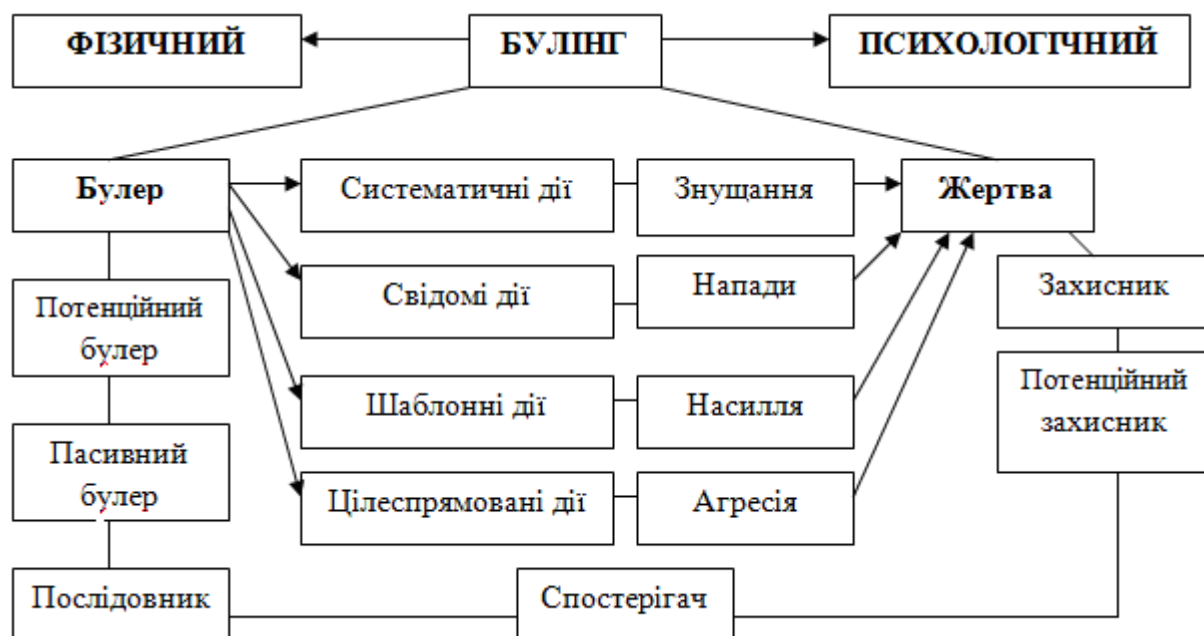 ФІЗИЧНИЙ
БУЛІНГ
ПСИХОЛОГІЧНИЙ
Булер
Систематичні дії
Знущання
Жертва
Потенційний
булер
Свідомі дії
Напади
Захисник
Шаблонні дії
Насилля
Потенційний
захисник
Пасивний
булер
Цілеспрямовані дії
Агресія
Послідовник
Спостерігач